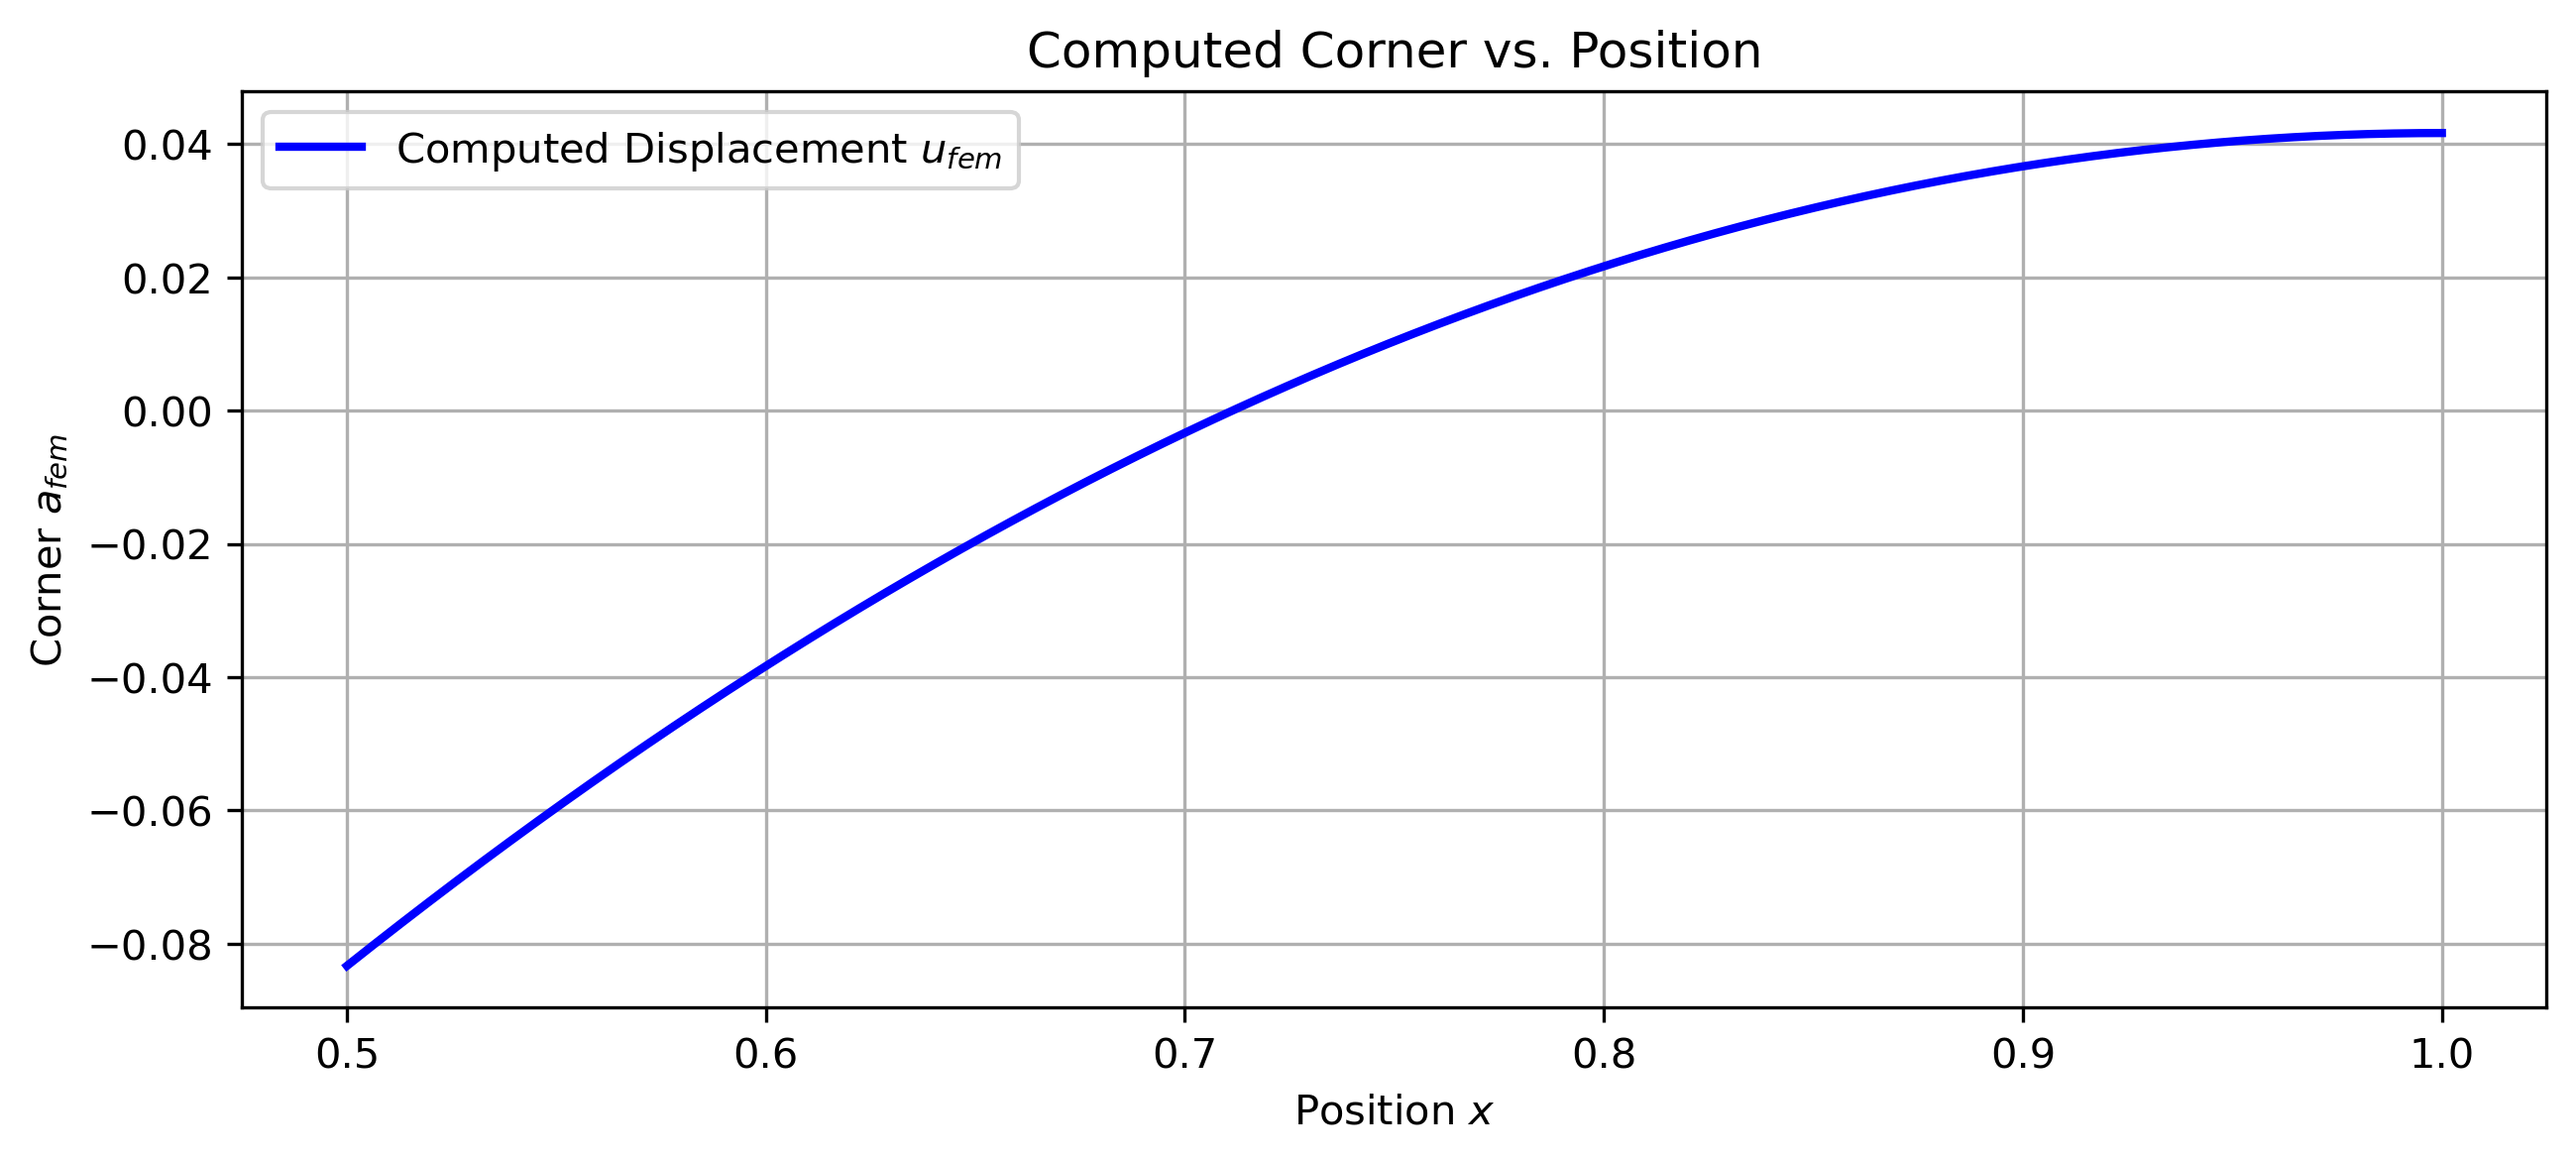 Computed Corner vs. Position
Computed Displacement u_fem
Corner a_fem
0.04
0.02
0.00
−0.02
−0.04
−0.06
−0.08
0.5 0.6 0.7 0.8 0.9 1.0
Position x